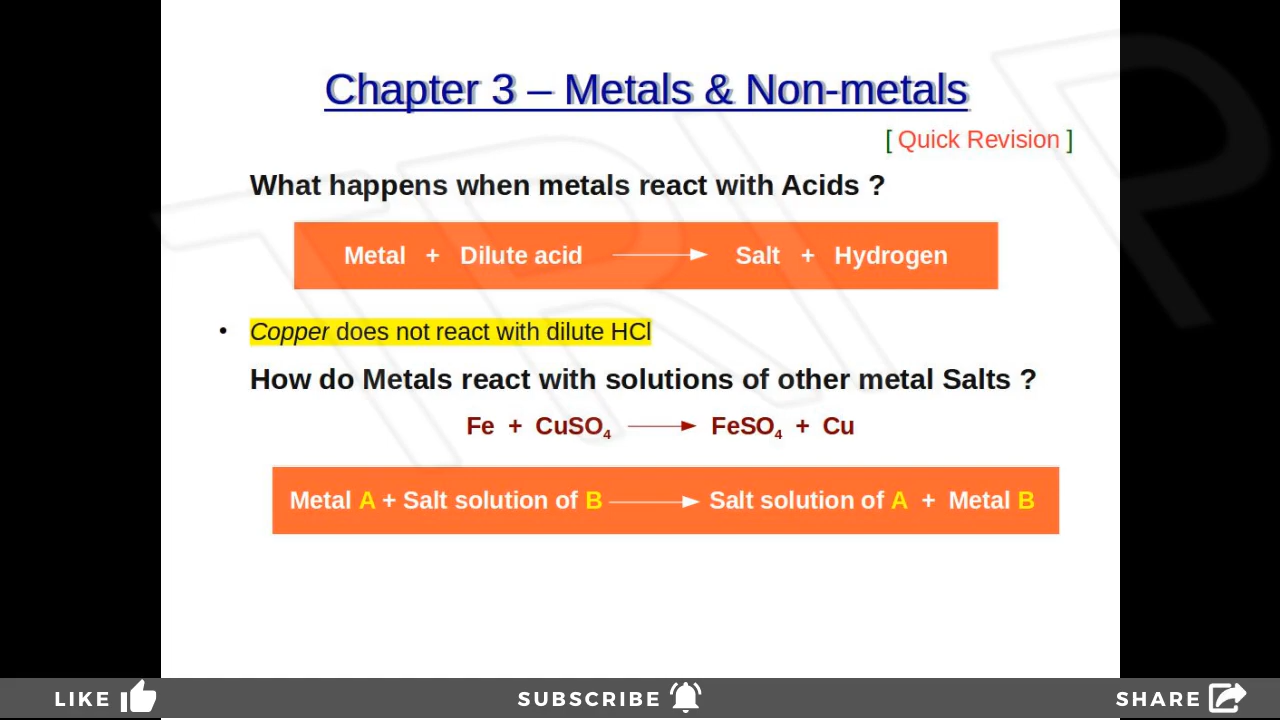 Chapter 3 – Metals & Non-metals
[ Quick Revision ]
What happens when metals react with Acids ?
Metal + Dilute acid ⟶ Salt + Hydrogen
• Copper does not react with dilute HCl
How do Metals react with solutions of other metal Salts ?
Fe + CuSO₄ ⟶ FeSO₄ + Cu
Metal A + Salt solution of B ⟶ Salt solution of A + Metal B
LIKE SUBSCRIBE SHARE